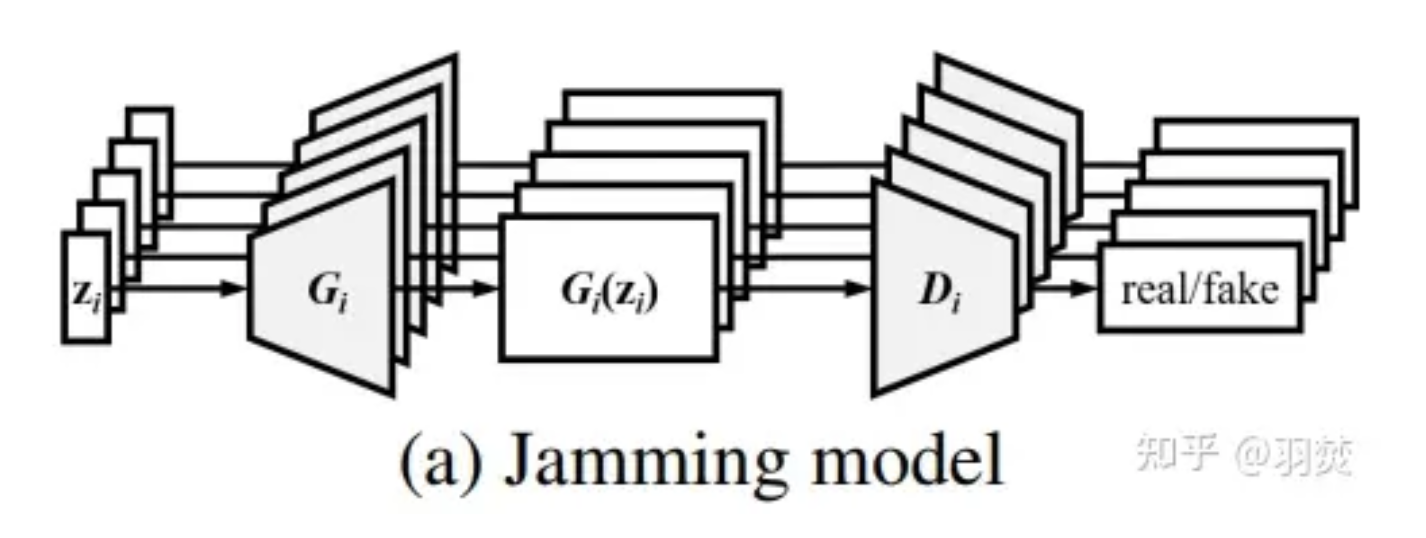 z_i G_i G_i(z_i) D_i real/fake
(a) Jamming model
知乎 @羽焚